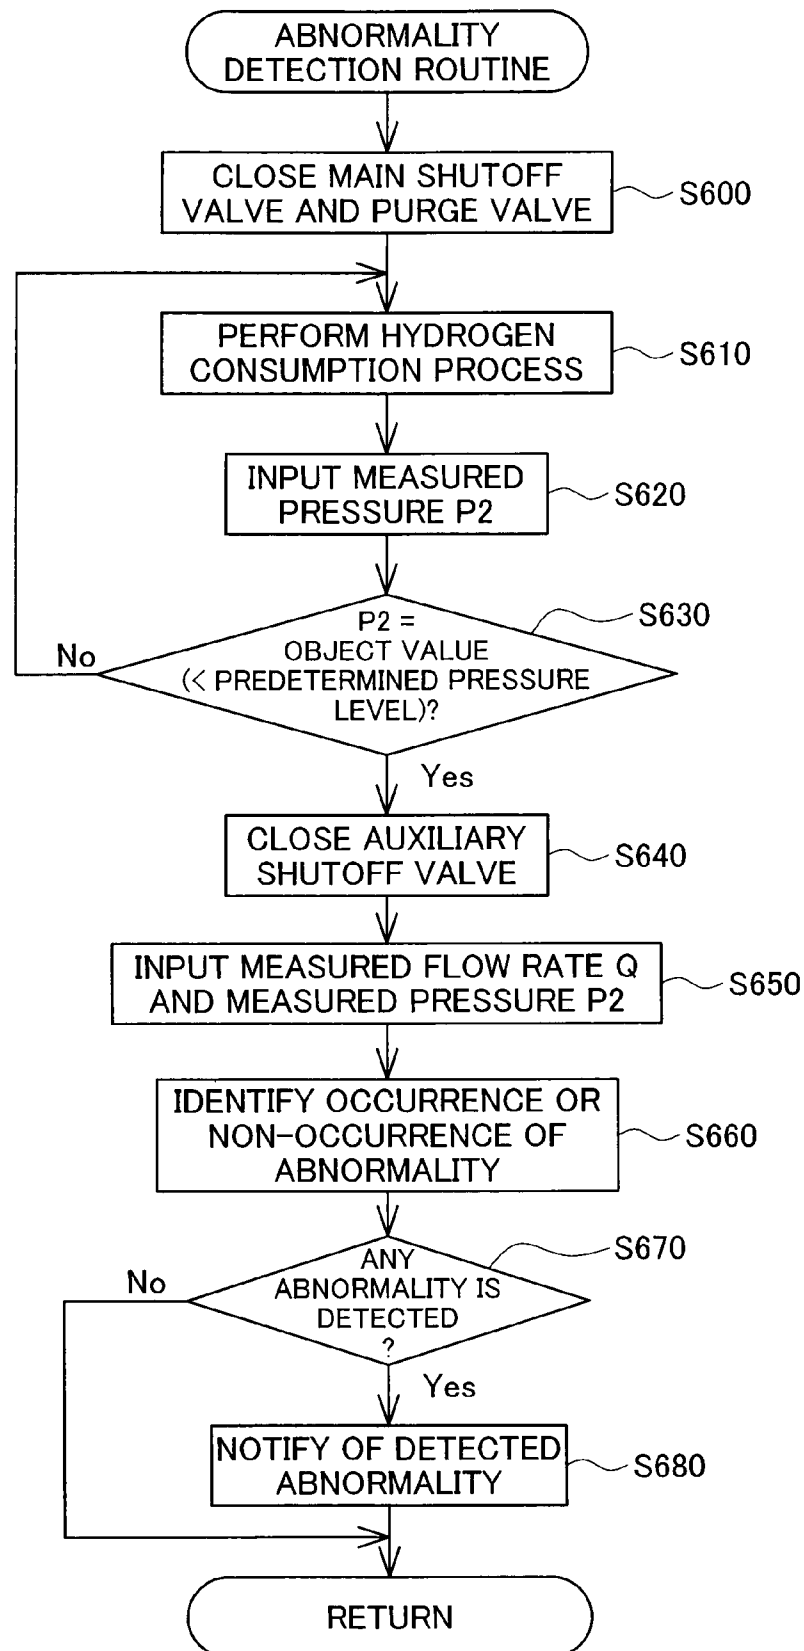 ABNORMALITY
DETECTION ROUTINE
CLOSE MAIN SHUTOFF
VALVE AND PURGE VALVE
S600
PERFORM HYDROGEN
CONSUMPTION PROCESS
S610
INPUT MEASURED
PRESSURE P2
S620
P2 =
OBJECT VALUE
(< PREDETERMINED PRESSURE
LEVEL)?
S630
No
Yes
CLOSE AUXILIARY
SHUTOFF VALVE
S640
INPUT MEASURED FLOW RATE Q
AND MEASURED PRESSURE P2
S650
IDENTIFY OCCURRENCE OR
NON-OCCURRENCE OF
ABNORMALITY
S660
ANY
ABNORMALITY IS
DETECTED
?
S670
No
Yes
NOTIFY OF DETECTED
ABNORMALITY
S680
RETURN